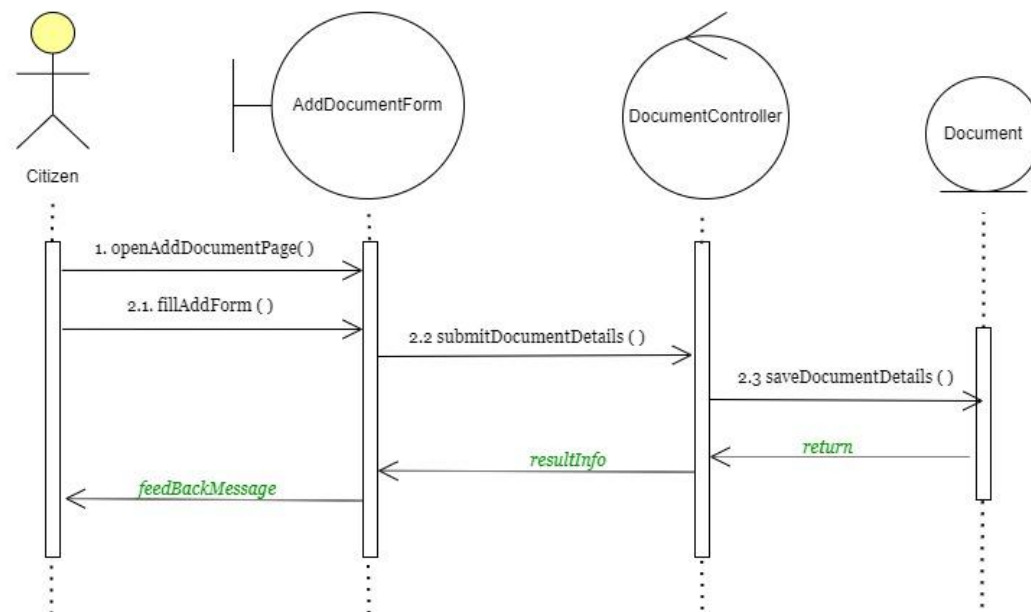 AddDocumentForm
DocumentController
Document
Citizen
1. openAddDocumentPage( )
2.1. fillAddForm ( )
2.2 submitDocumentDetails ( )
2.3 saveDocumentDetails ( )
return
resultInfo
feedBackMessage